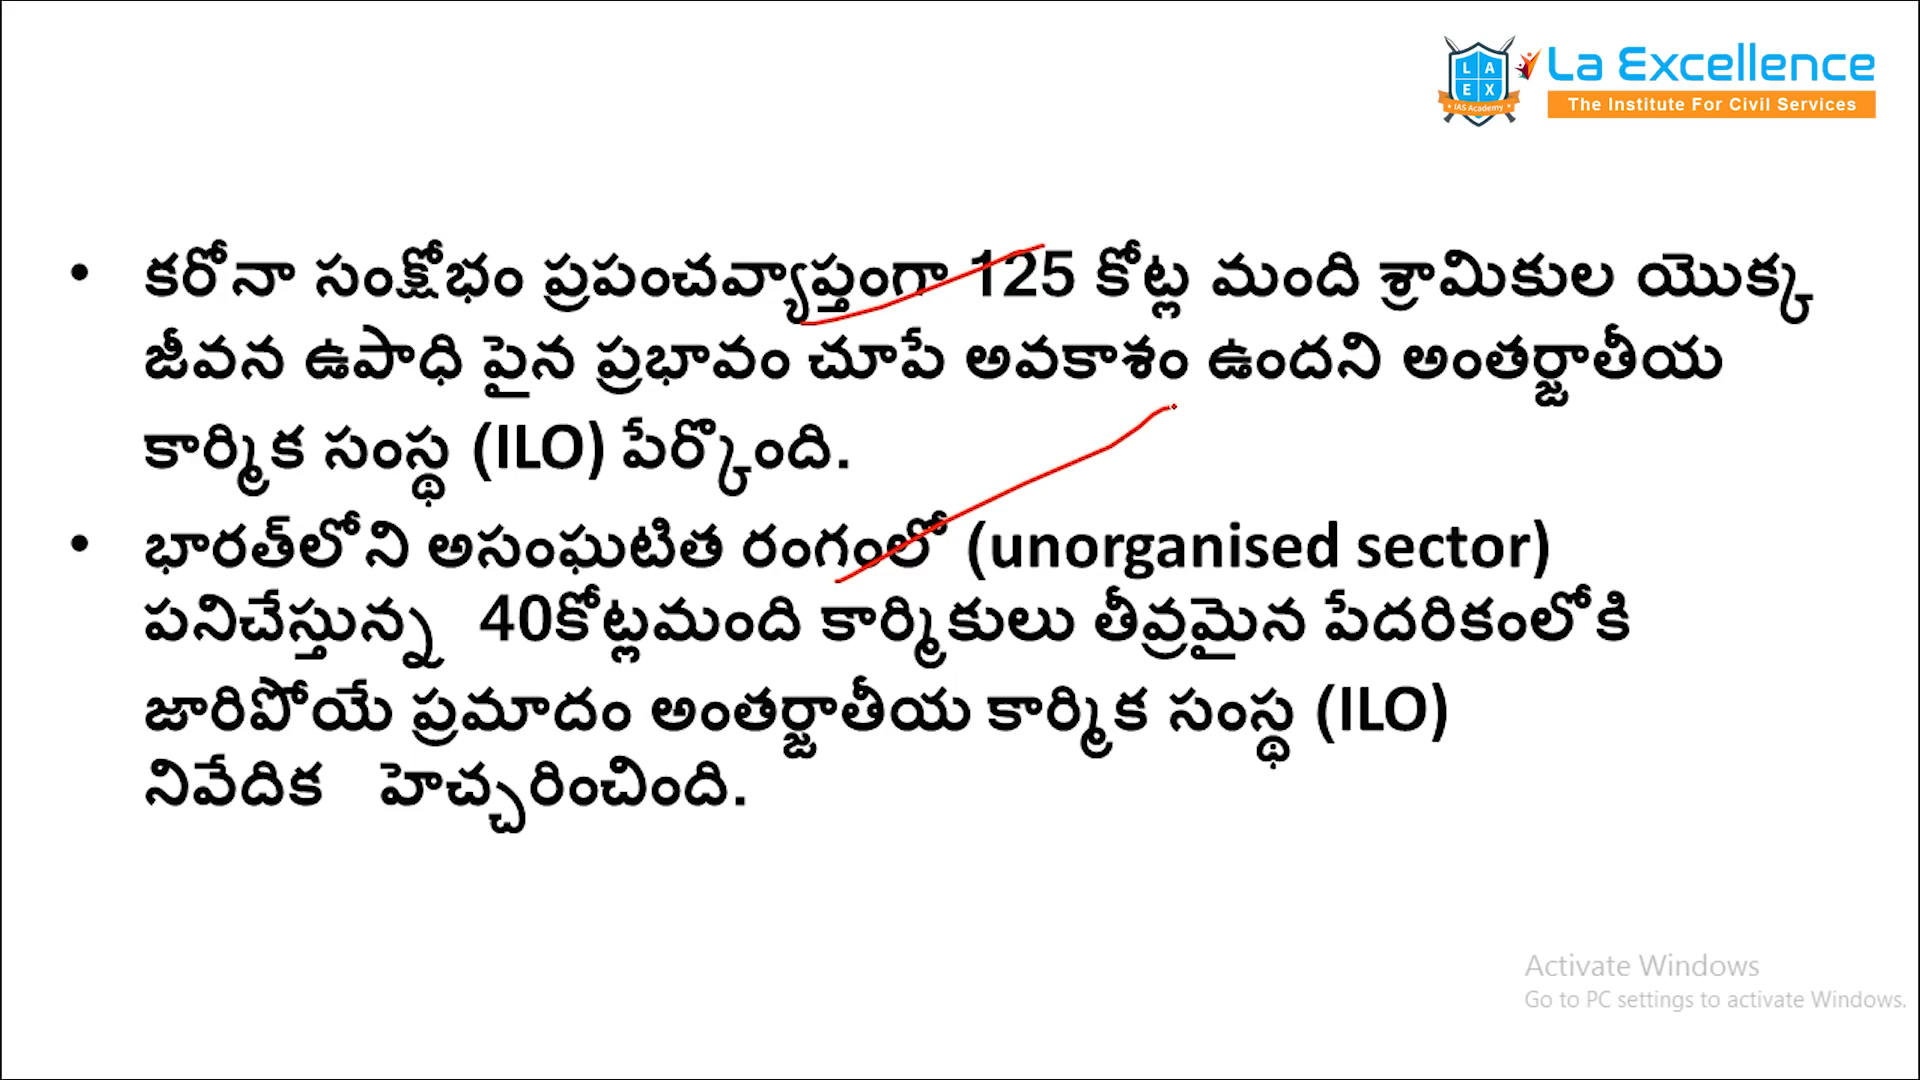 LA
EX
IAS Academy
La Excellence
The Institute For Civil Services
• కరోనా సంక్షోభం ప్రపంచవ్యాప్తంగా 125 కోట్ల మంది శ్రామికుల యొక్క
జీవన ఉపాధి పైన ప్రభావం చూపే అవకాశం ఉందని అంతర్జాతీయ
కార్మిక సంస్థ (ILO) పేర్కొంది.
• భారత్‌లోని అసంఘటిత రంగంలో (unorganised sector)
పనిచేస్తున్న 40కోట్లమంది కార్మికులు తీవ్రమైన పేదరికంలోకి
జారిపోయే ప్రమాదం అంతర్జాతీయ కార్మిక సంస్థ (ILO)
నివేదిక హెచ్చరించింది.
Activate Windows
Go to PC settings to activate Windows.